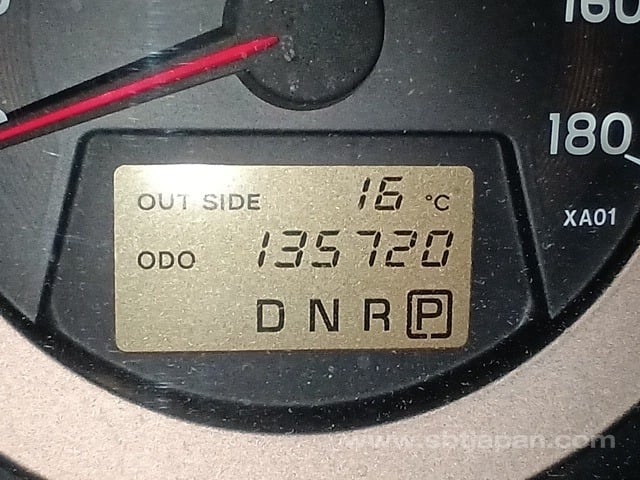 160
180
XA01
OUT SIDE 16 °C
ODO 135720
D N R P
www.sbtjapan.com